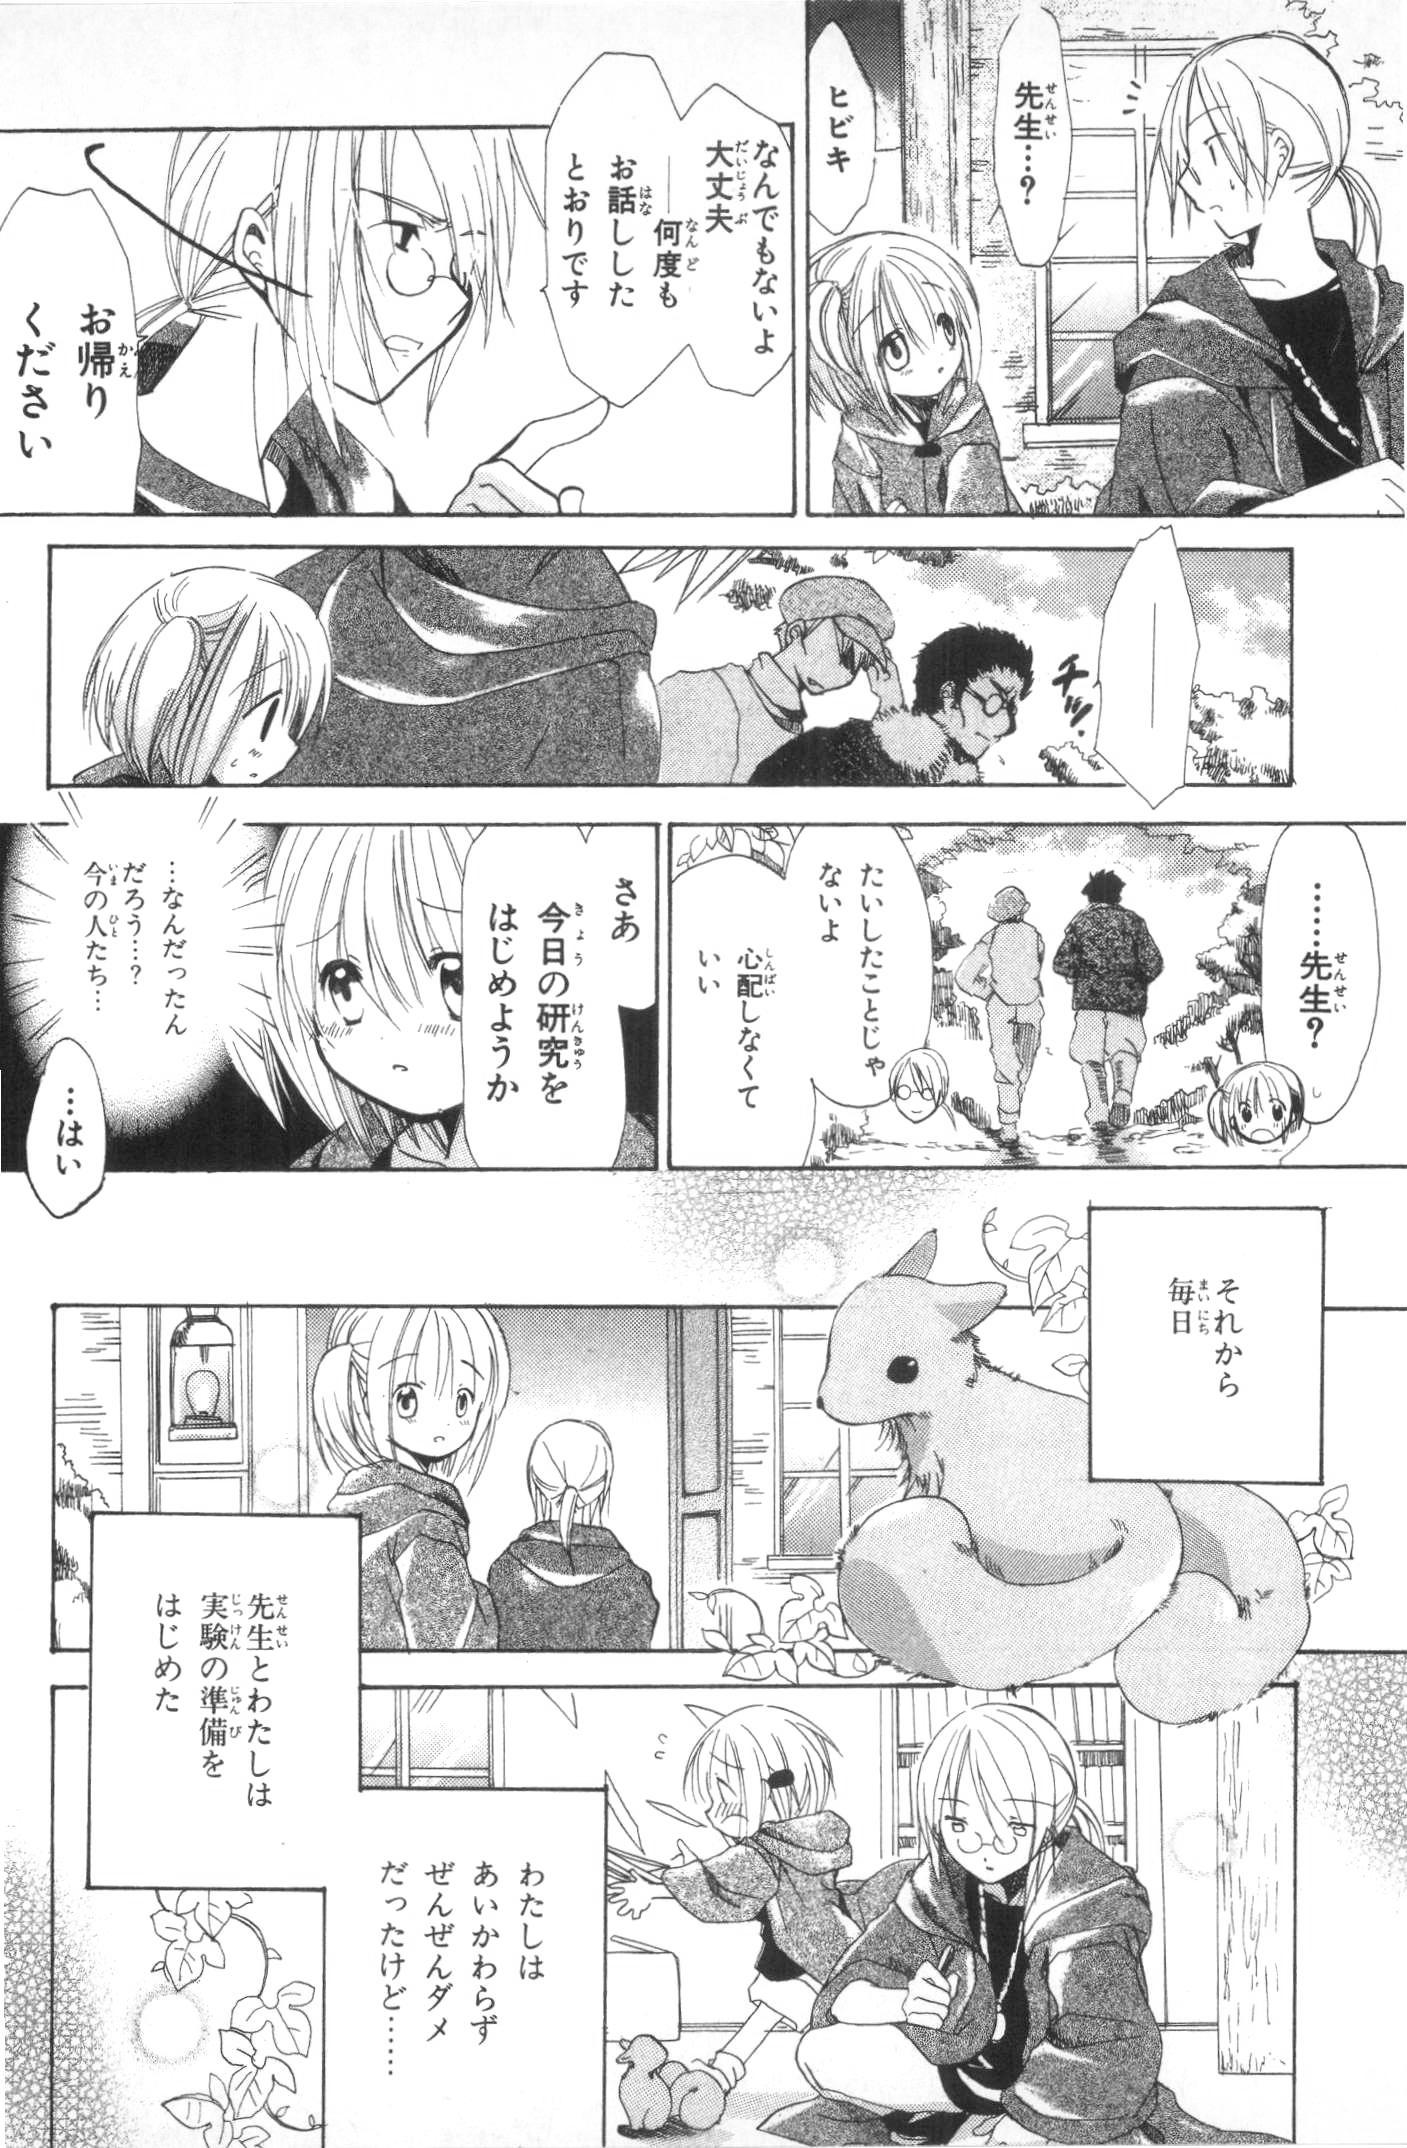 先生…?
ヒビキ
なんでもないよ
大丈夫
――何度も
お話しした
とおりです
お帰り
ください
―――
チッ!
……先生?
たいしたことじゃ
ないよ
心配しなくて
いい
さあ
今日の研究を
はじめようか
…なんだったん
だろう…?
今の人たち…
…はい
それから
毎日
先生とわたしは
実験の準備を
はじめた
わたしは
あいかわらず
ぜんぜんダメ
だったけど……